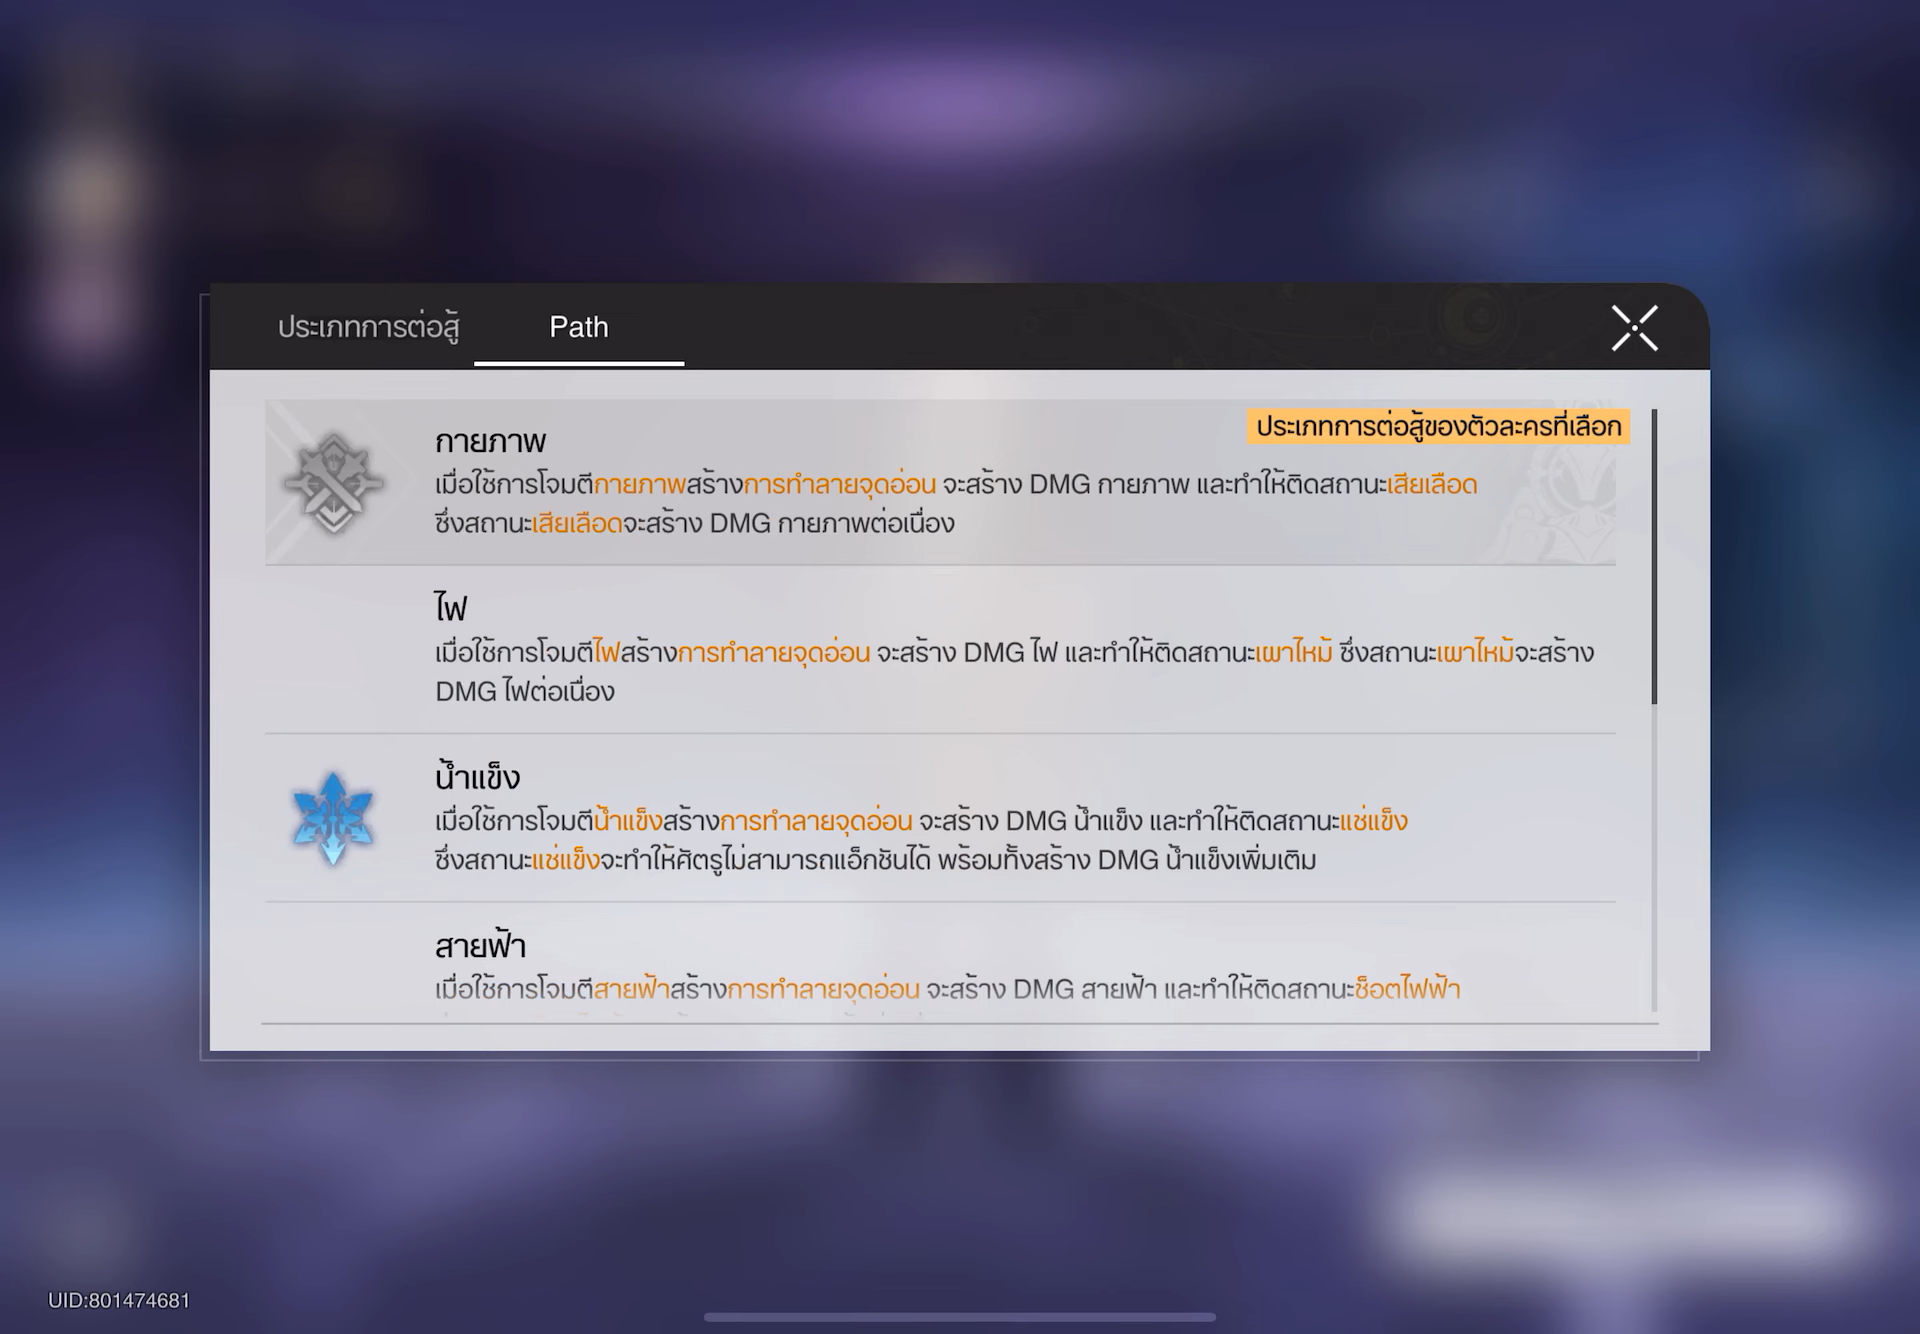 ประเภทการต่อสู้
Path
ประเภทการต่อสู้ของตัวละครที่เลือก
กายภาพ
เมื่อใช้การโจมตีกายภาพสร้างการทำลายจุดอ่อน จะสร้าง DMG กายภาพ และทำให้ติดสถานะเสียเลือด
ซึ่งสถานะเสียเลือดจะสร้าง DMG กายภาพต่อเนื่อง
ไฟ
เมื่อใช้การโจมตีไฟสร้างการทำลายจุดอ่อน จะสร้าง DMG ไฟ และทำให้ติดสถานะเผาไหม้ ซึ่งสถานะเผาไหม้จะสร้าง
DMG ไฟต่อเนื่อง
น้ำแข็ง
เมื่อใช้การโจมตีน้ำแข็งสร้างการทำลายจุดอ่อน จะสร้าง DMG น้ำแข็ง และทำให้ติดสถานะแช่แข็ง
ซึ่งสถานะแช่แข็งจะทำให้ศัตรูไม่สามารถแอ็กชันได้ พร้อมทั้งสร้าง DMG น้ำแข็งเพิ่มเติม
สายฟ้า
เมื่อใช้การโจมตีสายฟ้าสร้างการทำลายจุดอ่อน จะสร้าง DMG สายฟ้า และทำให้ติดสถานะช็อตไฟฟ้า
UID:801474681